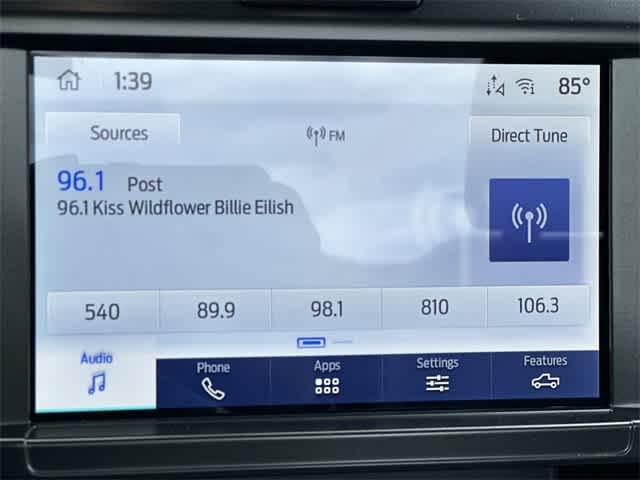 1:39 85°
Sources FM Direct Tune
96.1 Post
96.1 Kiss Wildflower Billie Eilish
540 89.9 98.1 810 106.3
Audio Phone Apps Settings Features